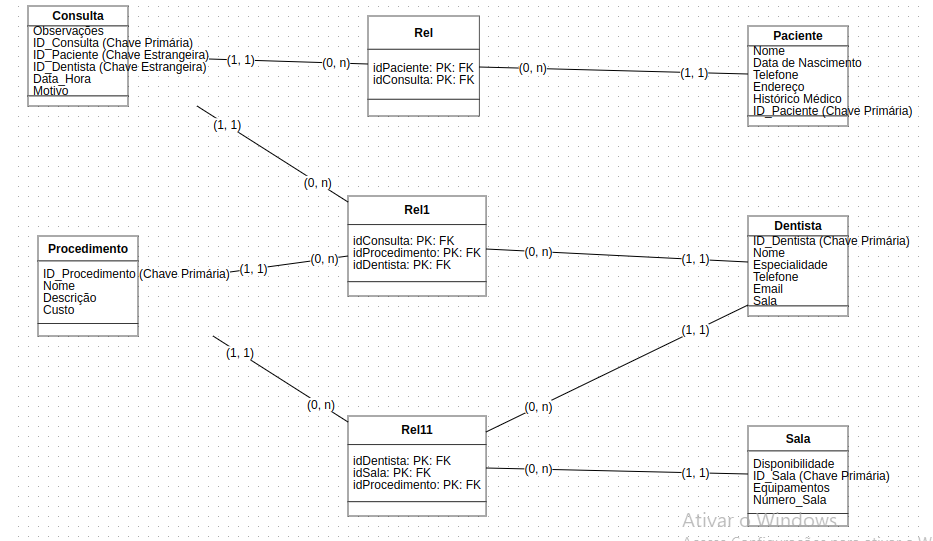 Consulta
Observações
ID_Consulta (Chave Primária)
ID_Paciente (Chave Estrangeira)
ID_Dentista (Chave Estrangeira)
Data_Hora
Motivo
(1, 1)
(0, n)
Rel
idPaciente: PK: FK
idConsulta: PK: FK
(0, n)
(1, 1)
Paciente
Nome
Data de Nascimento
Telefone
Endereço
Histórico Médico
ID_Paciente (Chave Primária)
(1, 1)
(0, n)
Rel1
idConsulta: PK: FK
idProcedimento: PK: FK
idDentista: PK: FK
(0, n)
(1, 1)
Dentista
ID_Dentista (Chave Primária)
Nome
Especialidade
Telefone
Email
Sala
Procedimento
ID_Procedimento (Chave Primária)
Nome
Descrição
Custo
(1, 1)
(0, n)
(1, 1)
(0, n)
(1, 1)
(0, n)
Rel11
idDentista: PK: FK
idSala: PK: FK
idProcedimento: PK: FK
(0, n)
(1, 1)
Sala
Disponibilidade
ID_Sala (Chave Primária)
Equipamentos
Número_Sala
Ativar o Windows